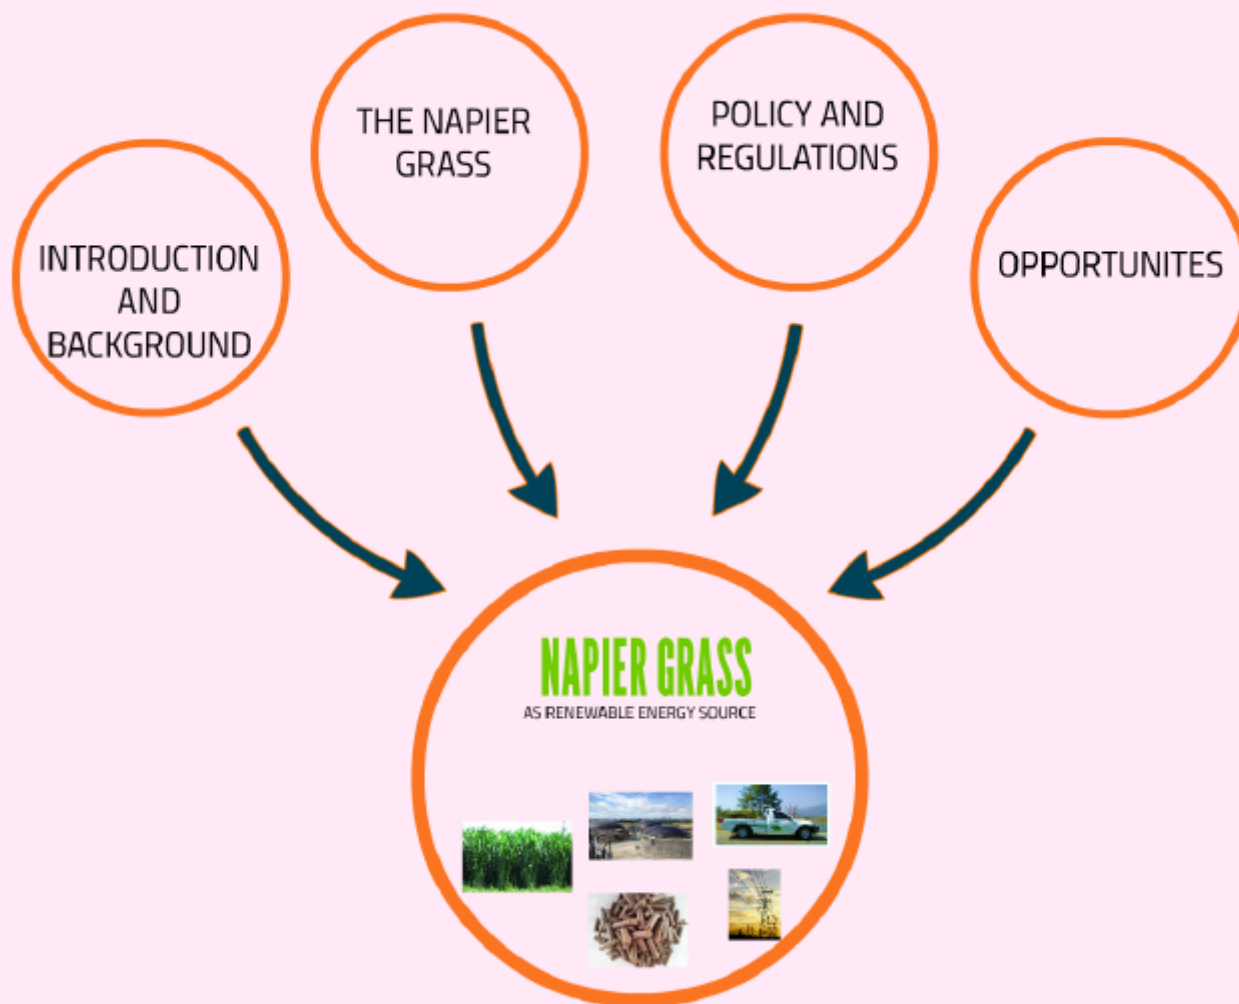 INTRODUCTION
AND
BACKGROUND
THE NAPIER
GRASS
POLICY AND
REGULATIONS
OPPORTUNITES
NAPIER GRASS
AS RENEWABLE ENERGY SOURCE